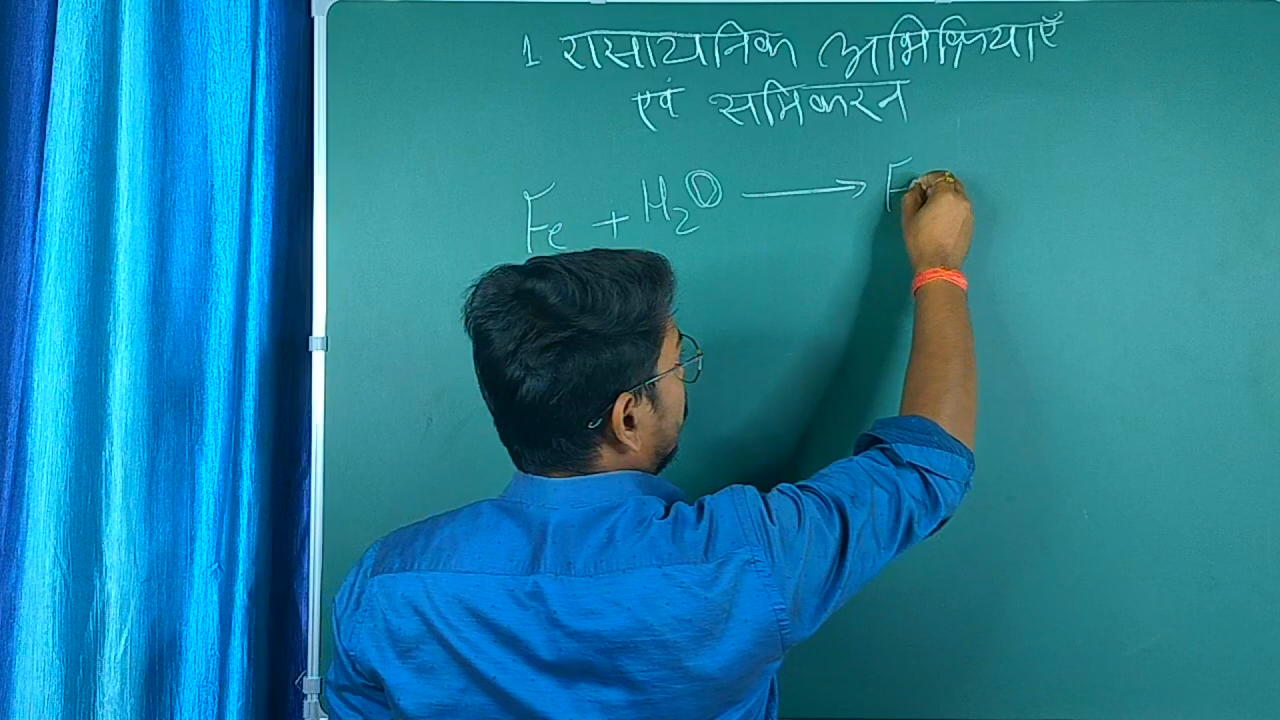 1 रासायनिक अभिक्रियाएँ
एवं समिकरन
Fe + H₂O ⟶ F